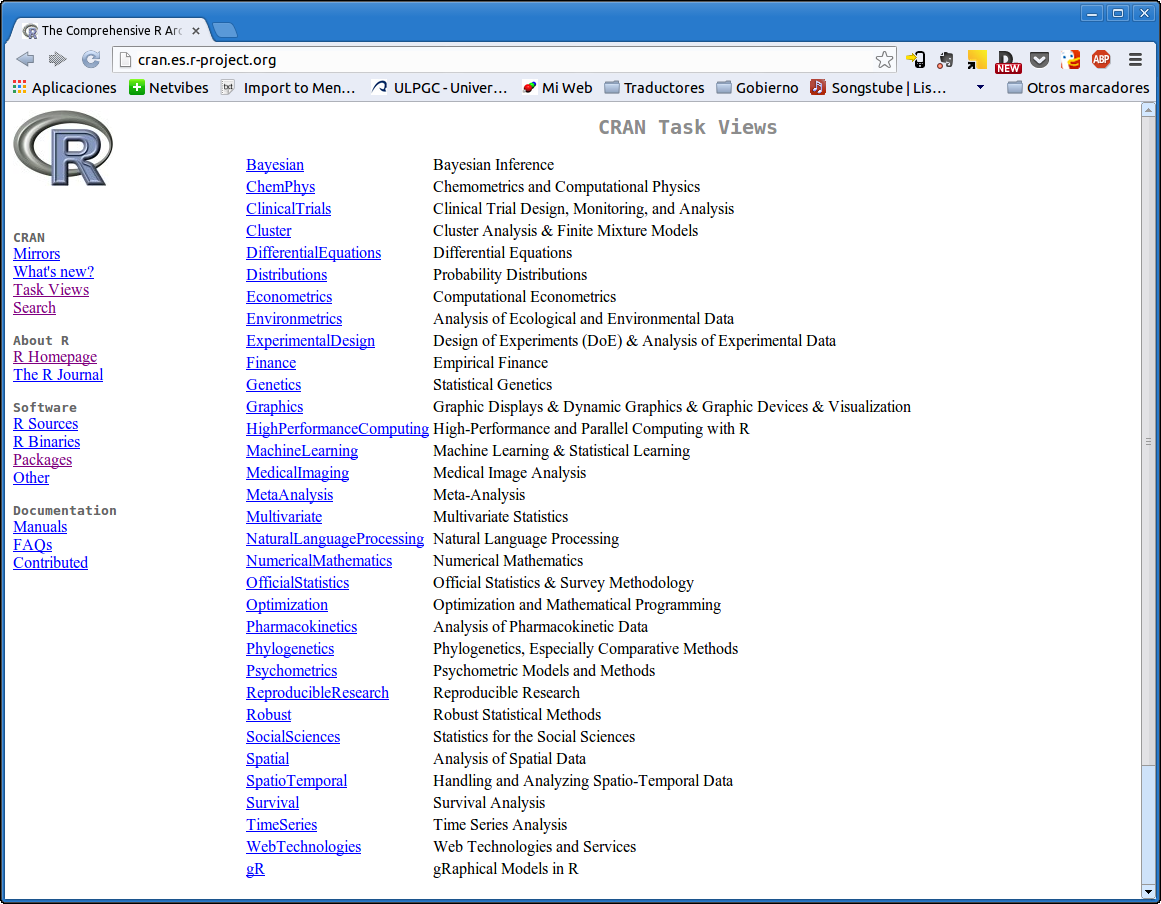 The Comprehensive R Arc
cran.es.r-project.org
NEW
ABP
Aplicaciones
Netvibes
txt
Import to Men...
ULPGC - Univer...
Mi Web
Traductores
Gobierno
Songstube | Lis...
Otros marcadores
R
CRAN Task Views
CRAN
Mirrors
What's new?
Task Views
Search
About R
R Homepage
The R Journal
Software
R Sources
R Binaries
Packages
Other
Documentation
Manuals
FAQs
Contributed
Bayesian Bayesian Inference
ChemPhys Chemometrics and Computational Physics
ClinicalTrials Clinical Trial Design, Monitoring, and Analysis
Cluster Cluster Analysis & Finite Mixture Models
DifferentialEquations Differential Equations
Distributions Probability Distributions
Econometrics Computational Econometrics
Environmetrics Analysis of Ecological and Environmental Data
ExperimentalDesign Design of Experiments (DoE) & Analysis of Experimental Data
Finance Empirical Finance
Genetics Statistical Genetics
Graphics Graphic Displays & Dynamic Graphics & Graphic Devices & Visualization
HighPerformanceComputing High-Performance and Parallel Computing with R
MachineLearning Machine Learning & Statistical Learning
MedicalImaging Medical Image Analysis
MetaAnalysis Meta-Analysis
Multivariate Multivariate Statistics
NaturalLanguageProcessing Natural Language Processing
NumericalMathematics Numerical Mathematics
OfficialStatistics Official Statistics & Survey Methodology
Optimization Optimization and Mathematical Programming
Pharmacokinetics Analysis of Pharmacokinetic Data
Phylogenetics Phylogenetics, Especially Comparative Methods
Psychometrics Psychometric Models and Methods
ReproducibleResearch Reproducible Research
Robust Robust Statistical Methods
SocialSciences Statistics for the Social Sciences
Spatial Analysis of Spatial Data
SpatioTemporal Handling and Analyzing Spatio-Temporal Data
Survival Survival Analysis
TimeSeries Time Series Analysis
WebTechnologies Web Technologies and Services
gR gRaphical Models in R